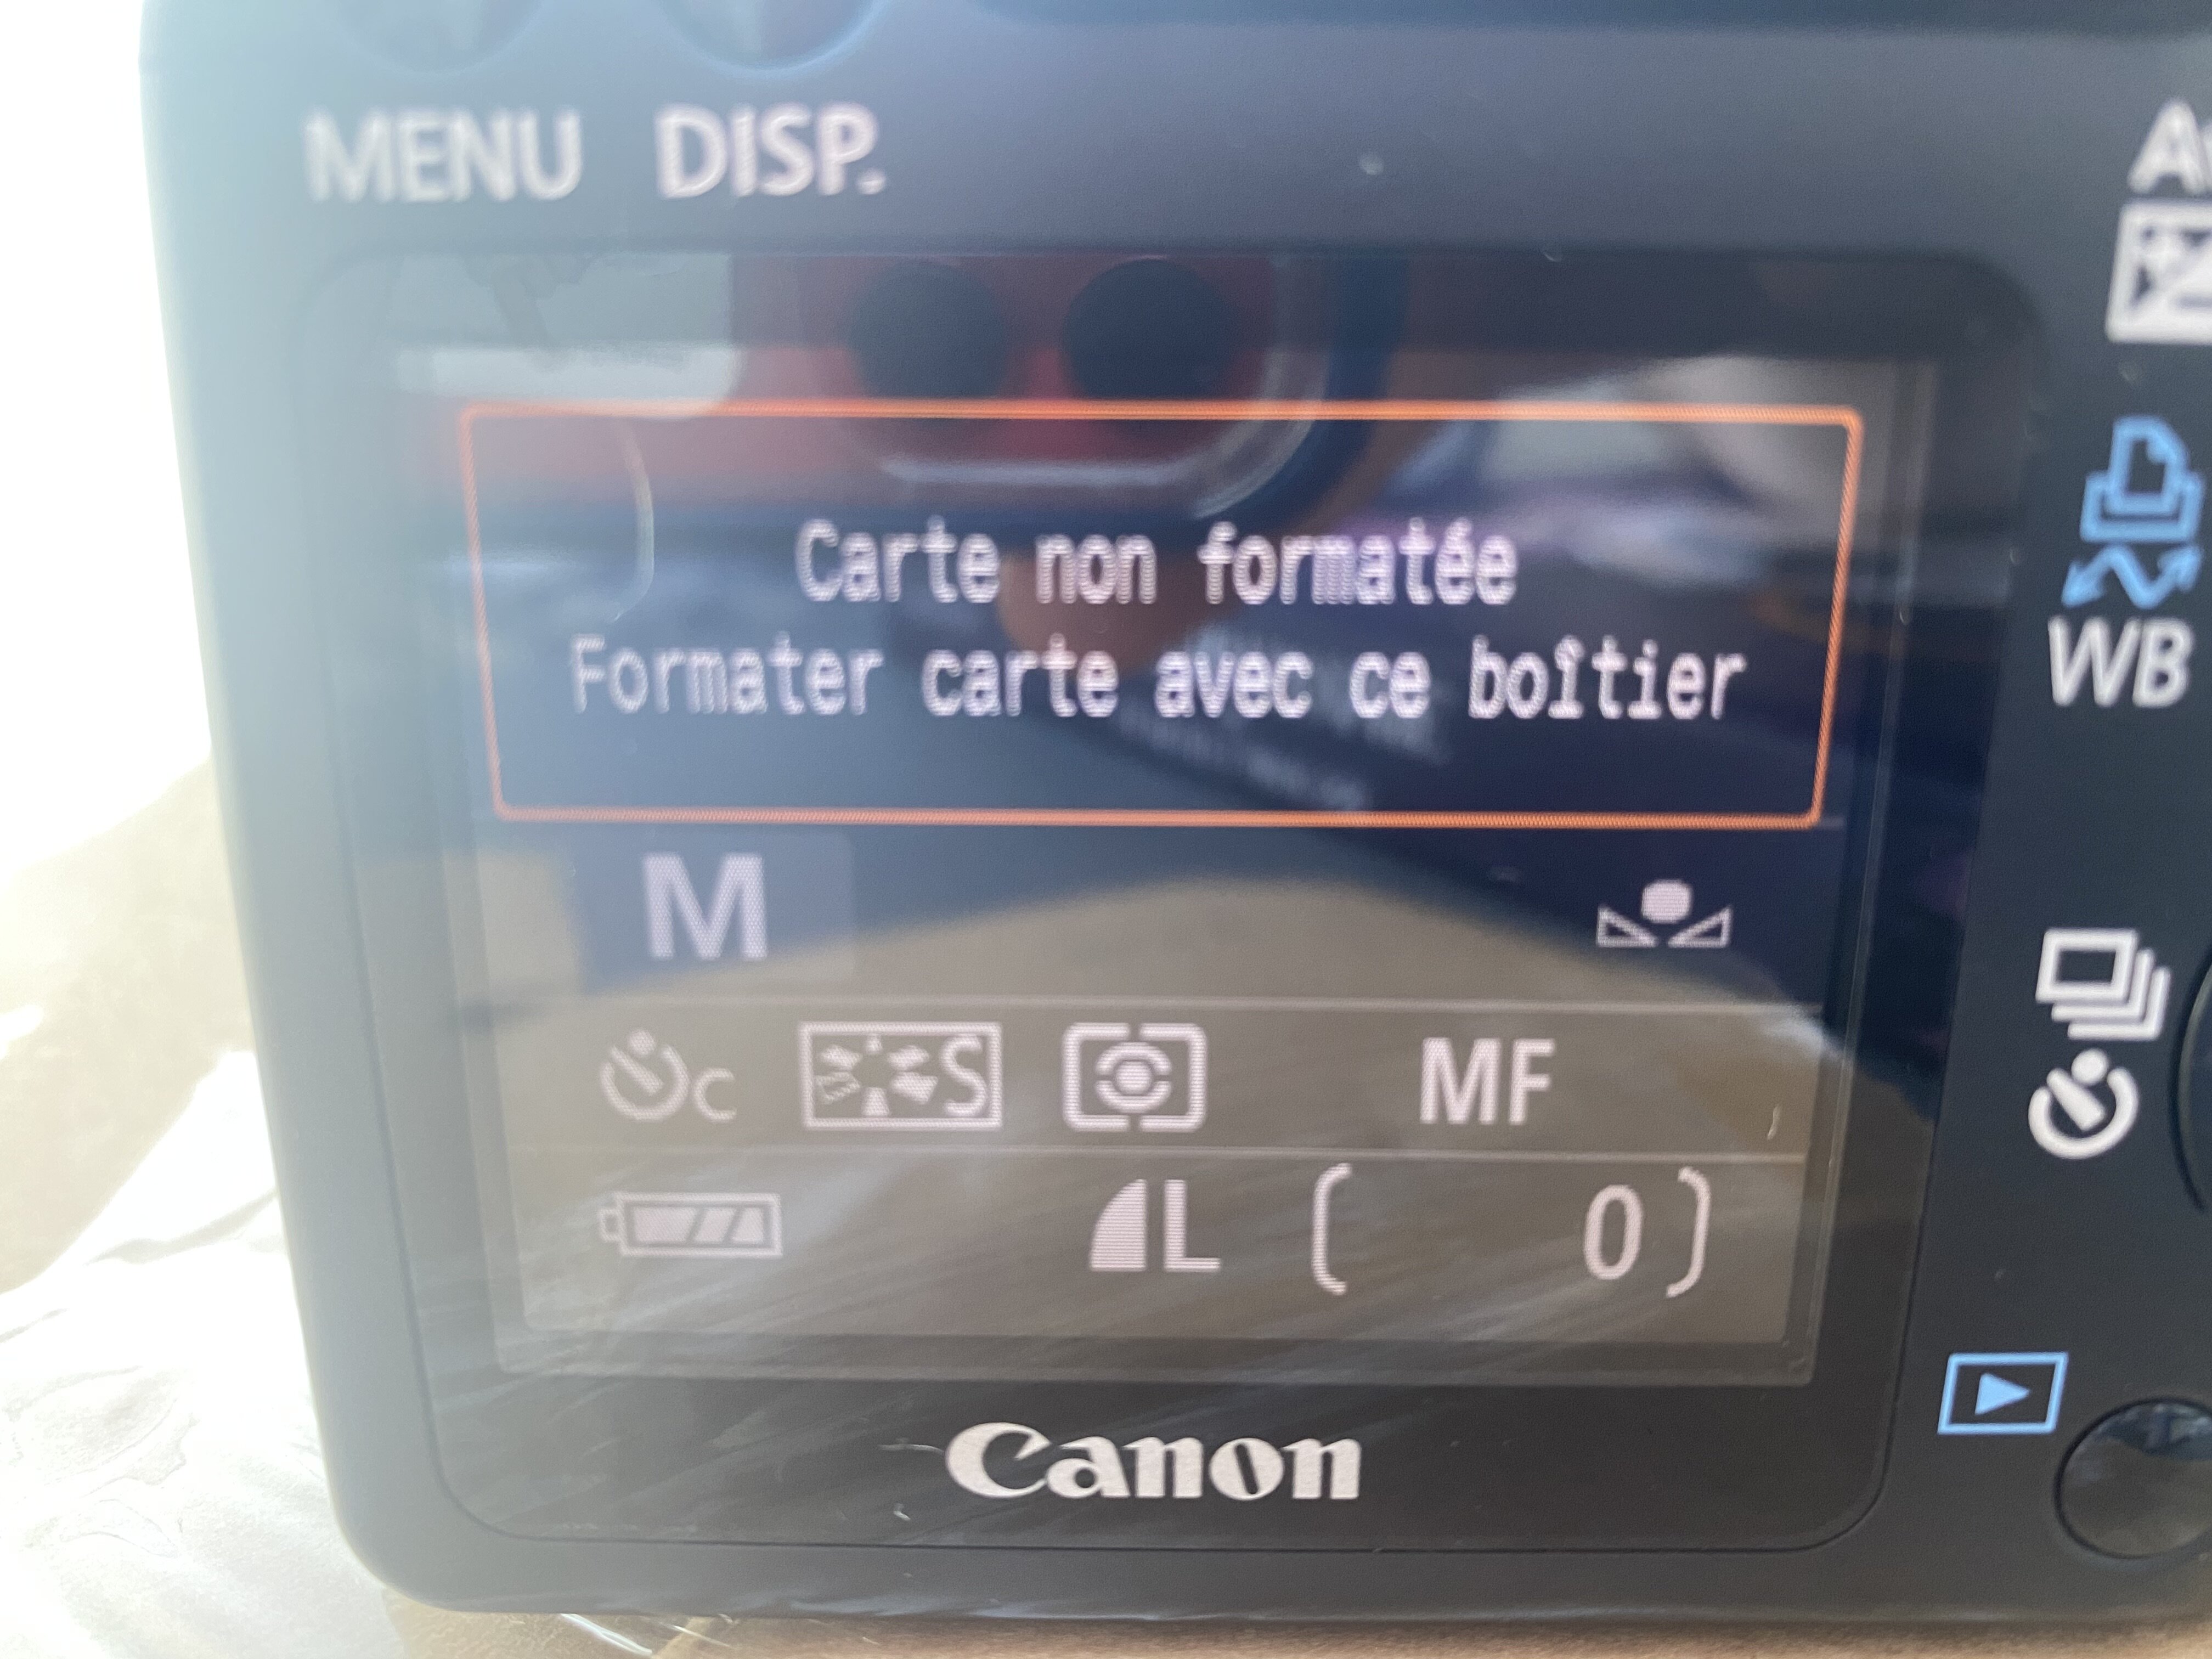 MENU DISP.
Carte non formatée
Formater carte avec ce boîtier
WB
M
C S MF
L ( 0 )
Canon